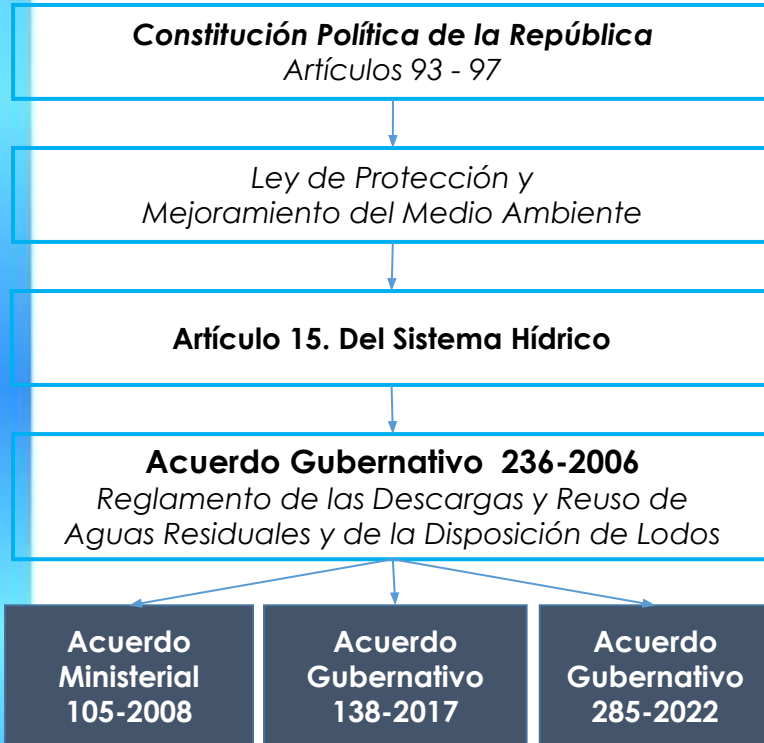 Constitución Política de la República
Artículos 93 - 97
Ley de Protección y
Mejoramiento del Medio Ambiente
Artículo 15. Del Sistema Hídrico
Acuerdo Gubernativo 236-2006
Reglamento de las Descargas y Reuso de
Aguas Residuales y de la Disposición de Lodos
Acuerdo
Ministerial
105-2008
Acuerdo
Gubernativo
138-2017
Acuerdo
Gubernativo
285-2022